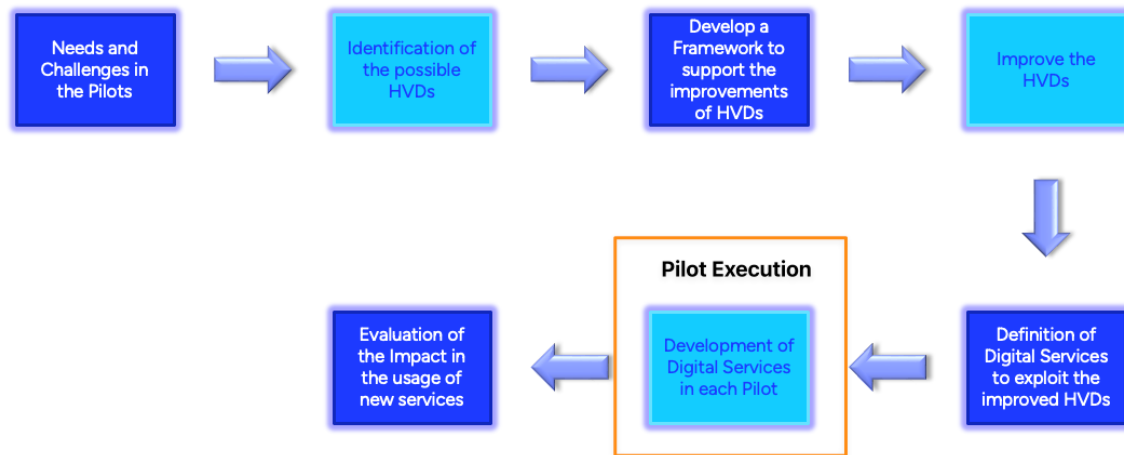 Needs and
Challenges in
the Pilots
Identification of
the possible
HVDs
Develop a
Framework to
support the
improvements
of HVDs
Improve the
HVDs
Definition of
Digital Services
to exploit the
improved HVDs
Pilot Execution
Development of
Digital Services
in each Pilot
Evaluation of
the Impact in
the usage of
new services